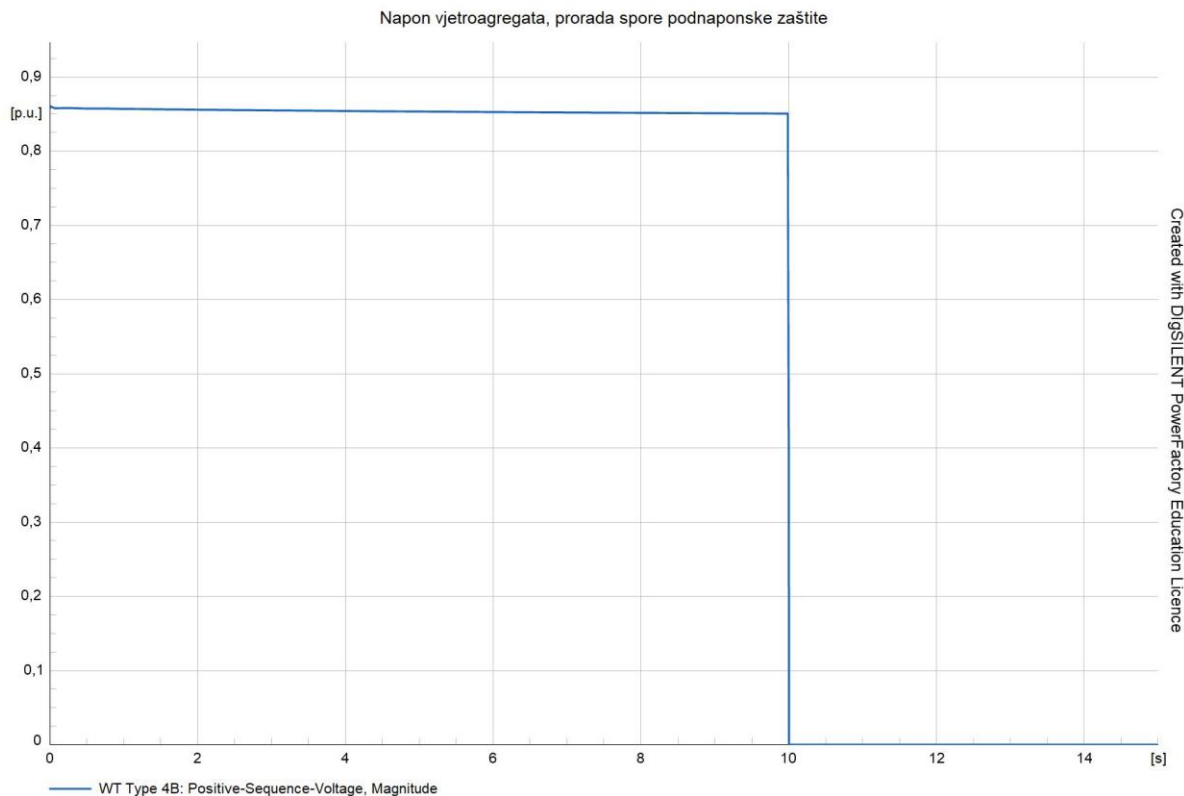 Napon vjetroagregata, prorada spore podnaponske zaštite
0,9
[p.u.]
0,8
0,7
0,6
0,5
0,4
0,3
0,2
0,1
0
0 2 4 6 8 10 12 14 [s]
WT Type 4B: Positive-Sequence-Voltage, Magnitude
Created with DIgSILENT PowerFactory Education Licence